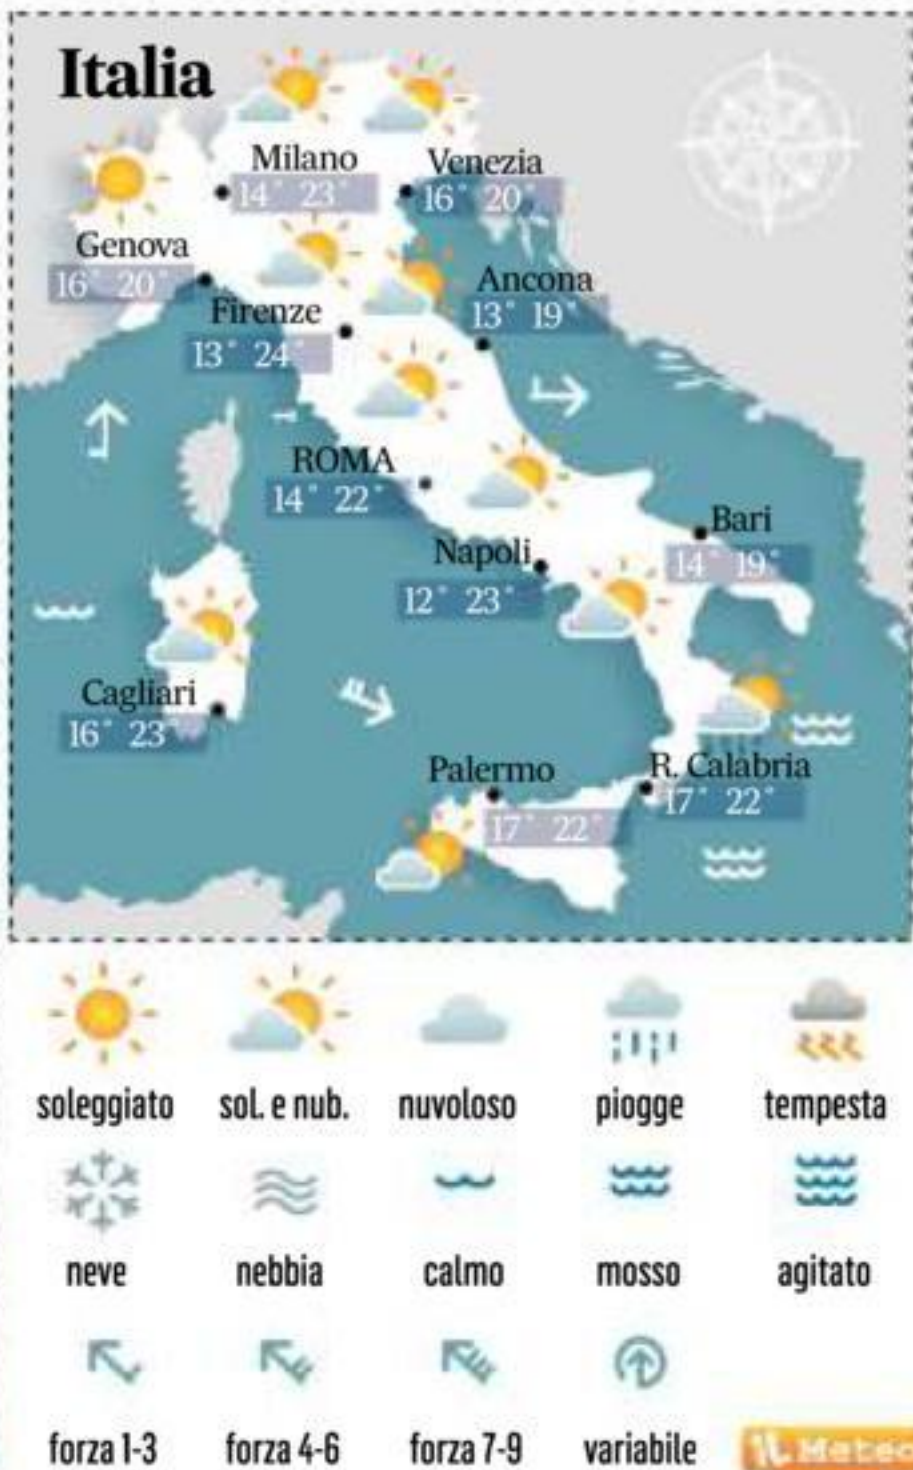 Italia
Milano
14° 23°
Venezia
16° 20°
Genova
16° 20°
Firenze
13° 24°
Ancona
13° 19°
ROMA
14° 22°
Bari
14° 19°
Napoli
12° 23°
Cagliari
16° 23°
Palermo
17° 22°
R. Calabria
17° 22°
soleggiato sol. e nub. nuvoloso piogge tempesta
neve nebbia calmo mosso agitato
forza 1-3 forza 4-6 forza 7-9 variabile
iL Meteo